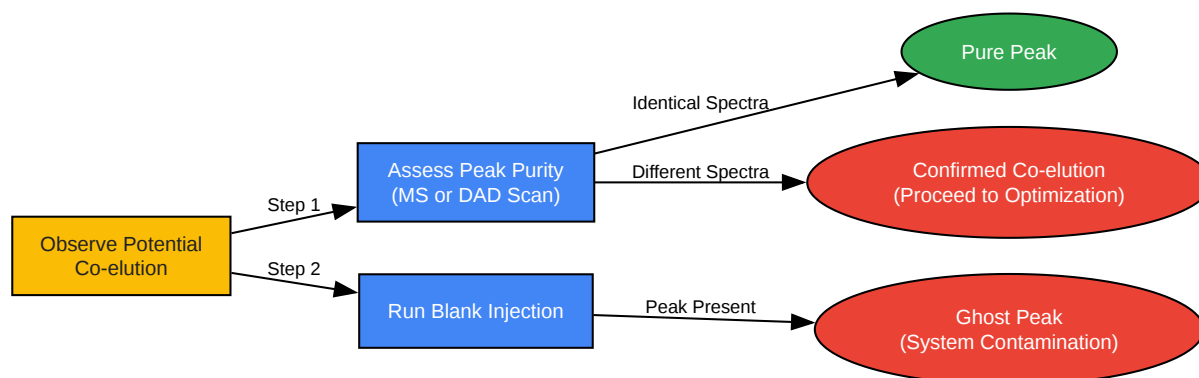 Observe Potential
Co-elution
Step 1
Step 2
Assess Peak Purity
(MS or DAD Scan)
Run Blank Injection
Identical Spectra
Different Spectra
Peak Present
Pure Peak
Confirmed Co-elution
(Proceed to Optimization)
Ghost Peak
(System Contamination)